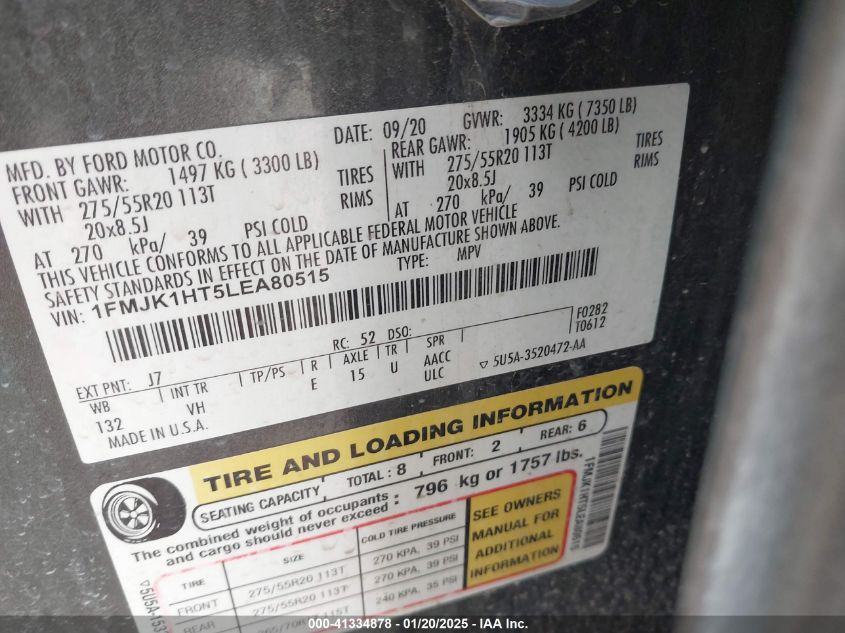 MFD. BY FORD MOTOR CO.
DATE: 09/20 GVWR: 3334 KG ( 7350 LB)
FRONT GAWR: 1497 KG ( 3300 LB) REAR GAWR: 1905 KG ( 4200 LB)
WITH 275/55R20 113T TIRES WITH 275/55R20 113T TIRES
20x8.5J RIMS 20x8.5J RIMS
AT 270 kPa/ 39 PSI COLD AT 270 kPa/ 39 PSI COLD
THIS VEHICLE CONFORMS TO ALL APPLICABLE FEDERAL MOTOR VEHICLE
SAFETY STANDARDS IN EFFECT ON THE DATE OF MANUFACTURE SHOWN ABOVE.
VIN: 1FMJK1HT5LEA80515 TYPE: MPV
F0282
T0612
EXT PNT: J7 RC: 52 DSO:
WB INT TR TP/PS R AXLE TR SPR
132 VH E 15 U AACC
ULC
MADE IN U.S.A. ▽5U5A-3520472-AA
TIRE AND LOADING INFORMATION
SEATING CAPACITY TOTAL: 8 FRONT: 2 REAR: 6
The combined weight of occupants and cargo should never exceed : 796 kg or 1757 lbs.
TIRE SIZE COLD TIRE PRESSURE
FRONT 275/55R20 113T 270 KPA, 39 PSI
REAR 275/55R20 113T 270 KPA, 39 PSI
240 KPA, 35 PSI
SEE OWNERS
MANUAL FOR
ADDITIONAL
INFORMATION
1FMJK1HT5LEA80515
000-41334878 - 01/20/2025 - IAA Inc.